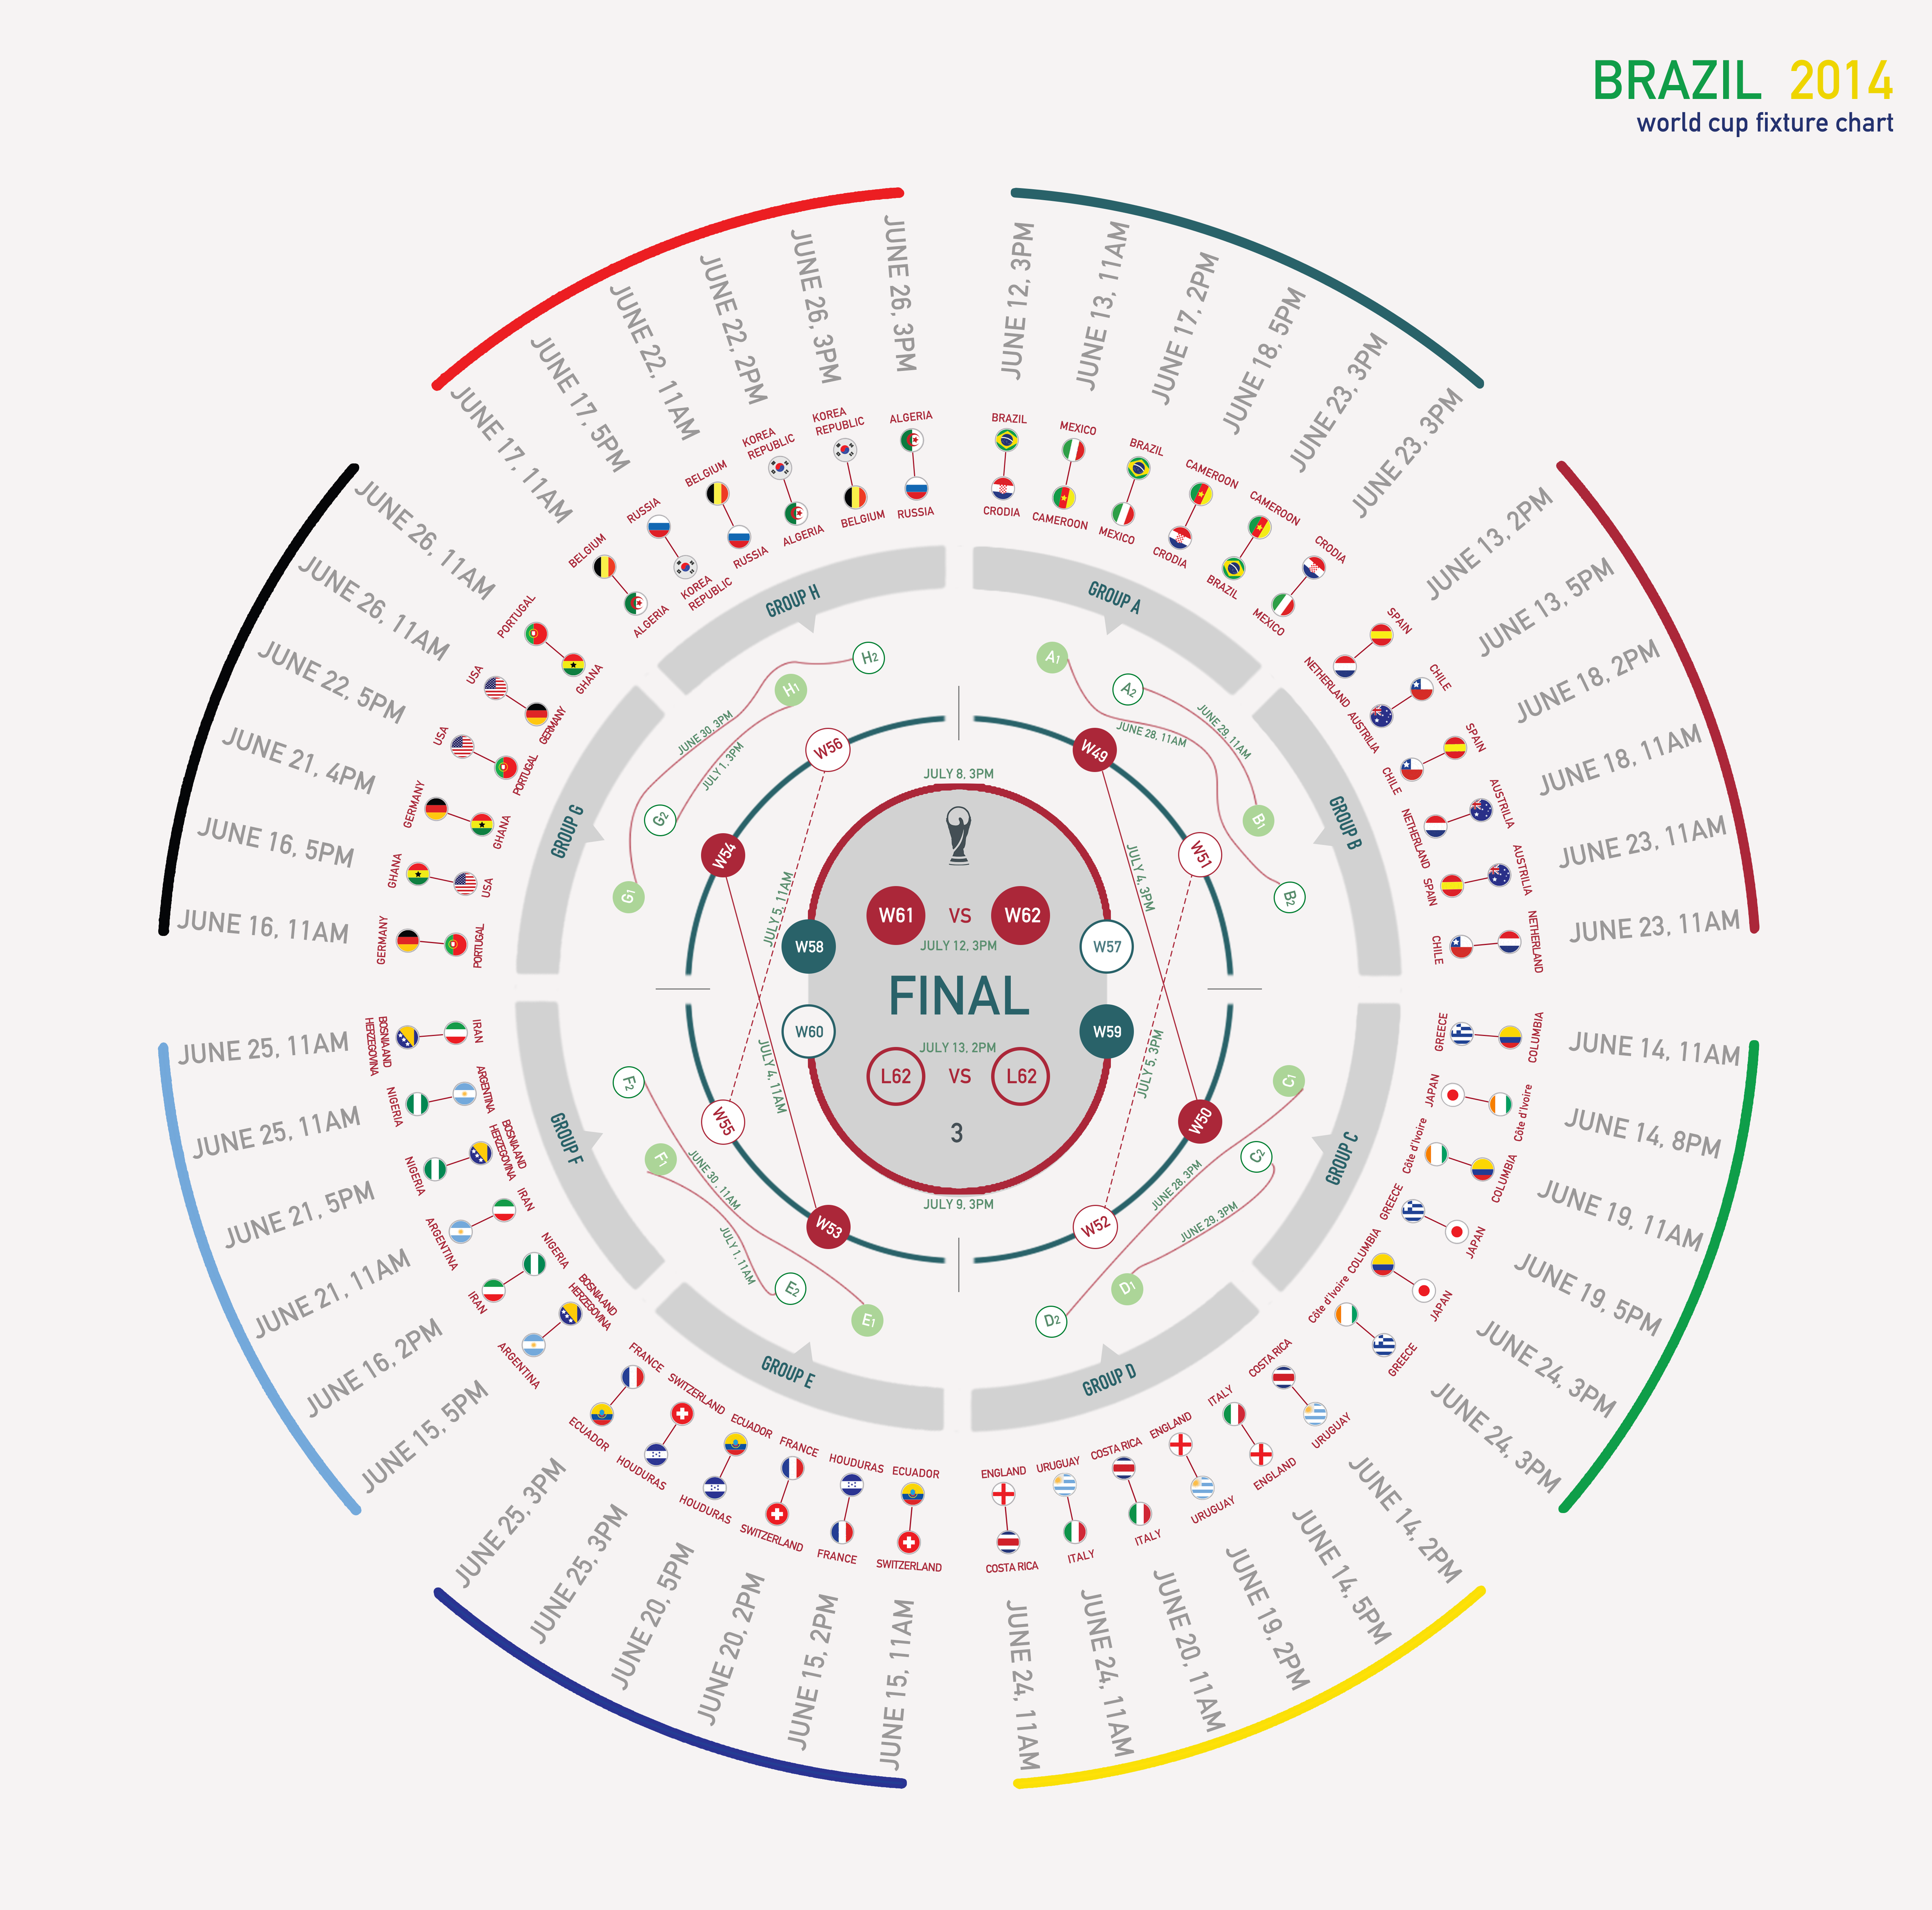 BRAZIL 2014
world cup fixture chart
JUNE 12, 3PM
BRAZIL
CRODIA
JUNE 13, 11AM
MEXICO
CAMEROON
JUNE 17, 2PM
BRAZIL
MEXICO
JUNE 18, 5PM
CAMEROON
CRODIA
JUNE 23, 3PM
CAMEROON
BRAZIL
JUNE 23, 3PM
CRODIA
MEXICO
GROUP A
JUNE 13, 2PM
SPAIN
NETHERLAND
JUNE 13, 5PM
CHILE
AUSTRILIA
JUNE 18, 2PM
SPAIN
CHILE
JUNE 18, 11AM
AUSTRILIA
NETHERLAND
JUNE 23, 11AM
AUSTRILIA
SPAIN
JUNE 23, 11AM
NETHERLAND
CHILE
GROUP B
JUNE 14, 11AM
COLUMBIA
GREECE
JUNE 14, 8PM
Côte d'Ivoire
JAPAN
JUNE 19, 11AM
COLUMBIA
Côte d'Ivoire
JUNE 19, 5PM
JAPAN
GREECE
JUNE 24, 3PM
JAPAN
COLUMBIA
JUNE 24, 3PM
GREECE
Côte d'Ivoire
GROUP C
JUNE 14, 2PM
URUGUAY
COSTA RICA
JUNE 14, 5PM
ENGLAND
ITALY
JUNE 19, 2PM
URUGUAY
ENGLAND
JUNE 20, 11AM
ITALY
COSTA RICA
JUNE 24, 11AM
ITALY
URUGUAY
JUNE 24, 11AM
COSTA RICA
ENGLAND
GROUP D
JUNE 15, 11AM
SWITZERLAND
ECUADOR
JUNE 15, 2PM
FRANCE
HOUDURAS
JUNE 20, 2PM
SWITZERLAND
FRANCE
JUNE 20, 5PM
HOUDURAS
ECUADOR
JUNE 25, 3PM
HOUDURAS
SWITZERLAND
JUNE 25, 3PM
ECUADOR
FRANCE
GROUP E
JUNE 15, 5PM
ARGENTINA
BOSNIA AND
HERZEGOVINA
JUNE 16, 2PM
IRAN
NIGERIA
JUNE 21, 11AM
ARGENTINA
IRAN
JUNE 21, 5PM
NIGERIA
BOSNIA AND
HERZEGOVINA
JUNE 25, 11AM
NIGERIA
ARGENTINA
JUNE 25, 11AM
BOSNIA AND
HERZEGOVINA
IRAN
GROUP F
JUNE 16, 11AM
GERMANY
PORTUGAL
JUNE 16, 5PM
GHANA
USA
JUNE 21, 4PM
GERMANY
GHANA
JUNE 22, 5PM
USA
PORTUGAL
JUNE 26, 11AM
USA
GERMANY
JUNE 26, 11AM
PORTUGAL
GHANA
GROUP G
JUNE 17, 11AM
BELGIUM
ALGERIA
JUNE 17, 5PM
RUSSIA
KOREA
REPUBLIC
JUNE 22, 11AM
BELGIUM
RUSSIA
JUNE 22, 2PM
KOREA
REPUBLIC
ALGERIA
JUNE 26, 3PM
KOREA
REPUBLIC
BELGIUM
JUNE 26, 3PM
ALGERIA
RUSSIA
GROUP H
A1
A2
JUNE 29, 11AM
JUNE 28, 11AM
B1
B2
C1
C2
JUNE 28, 3PM
JUNE 29, 3PM
D1
D2
E1
E2
JULY 1, 11AM
JUNE 30, 11AM
F1
F2
G1
G2
JUNE 30, 3PM
JULY 1, 3PM
H1
H2
W49
W51
JULY 4, 3PM
JULY 5, 3PM
W50
W52
W53
W55
JULY 4, 11AM
JULY 5, 11AM
W54
W56
JULY 8, 3PM
W61 VS W62
JULY 12, 3PM
W58
W57
FINAL
W60
W59
JULY 13, 2PM
L62 VS L62
3
JULY 9, 3PM